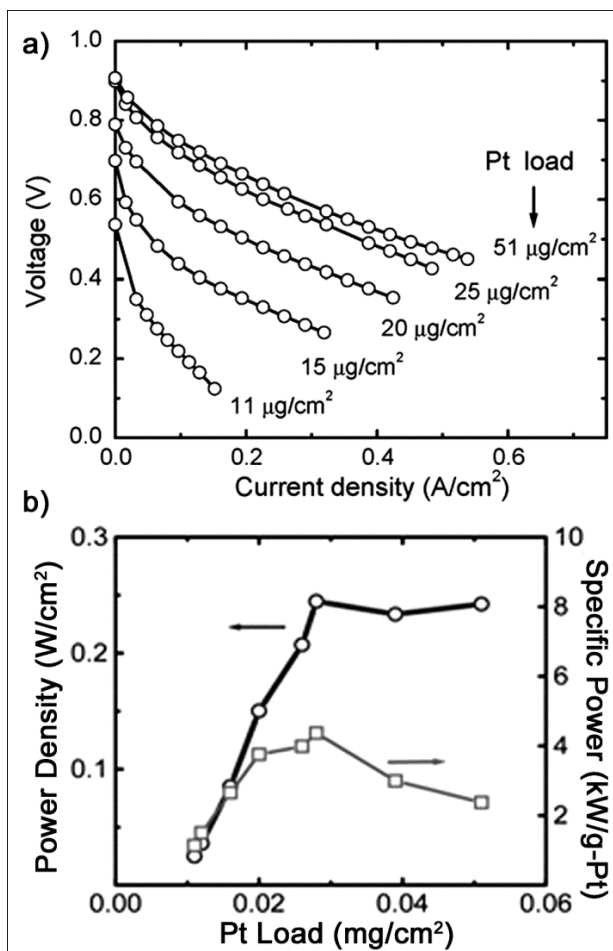 a)
1.0
0.8
0.6
0.4
0.2
0.0
Voltage (V)
Pt load
51 μg/cm²
25 μg/cm²
20 μg/cm²
15 μg/cm²
11 μg/cm²
0.0 0.2 0.4 0.6
Current density (A/cm²)
b)
0.3
0.2
0.1
Power Density (W/cm²)
10
8
6
4
2
Specific Power (kW/g-Pt)
0.00 0.02 0.04 0.06
Pt Load (mg/cm²)